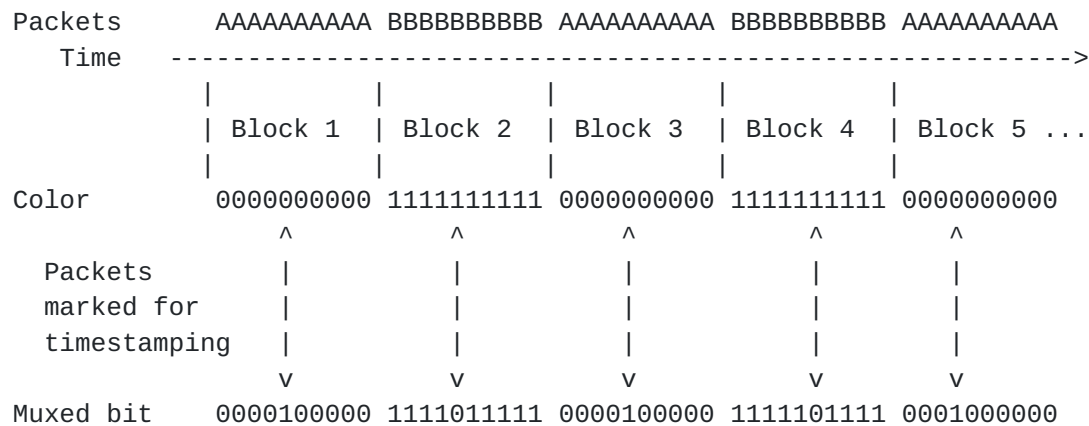 Packets      AAAAAAAAAA BBBBBBBBBB AAAAAAAAAA BBBBBBBBBB AAAAAAAAAA
   Time   ---------------------------------------------------------->
            |          |          |          |          |
            | Block 1  | Block 2  | Block 3  | Block 4  | Block 5 ...
            |          |          |          |          |
Color        0000000000 1111111111 0000000000 1111111111 0000000000
                 ^          ^          ^           ^        ^
  Packets        |          |          |           |        |
  marked for     |          |          |           |        |
  timestamping   |          |          |           |        |
                 v          v          v           v        v
Muxed bit    0000100000 1111011111 0000100000 1111101111 0001000000